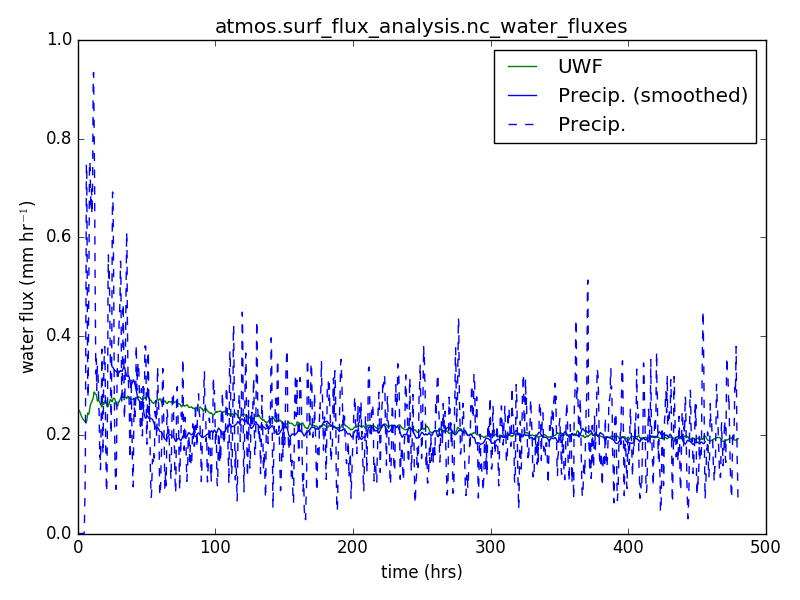 atmos.surf_flux_analysis.nc_water_fluxes
1.0
0.8
0.6
0.4
0.2
0.0
water flux (mm hr⁻¹)
UWF
Precip. (smoothed)
Precip.
0 100 200 300 400 500
time (hrs)